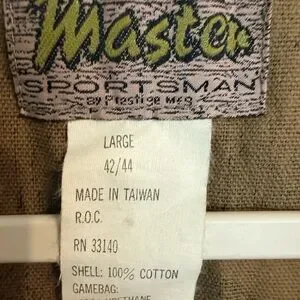 Master
SPORTSMAN
By Prestige MFG
LARGE
42/44
MADE IN TAIWAN
R.O.C.
RN 33140
SHELL: 100% COTTON
GAMEBAG: